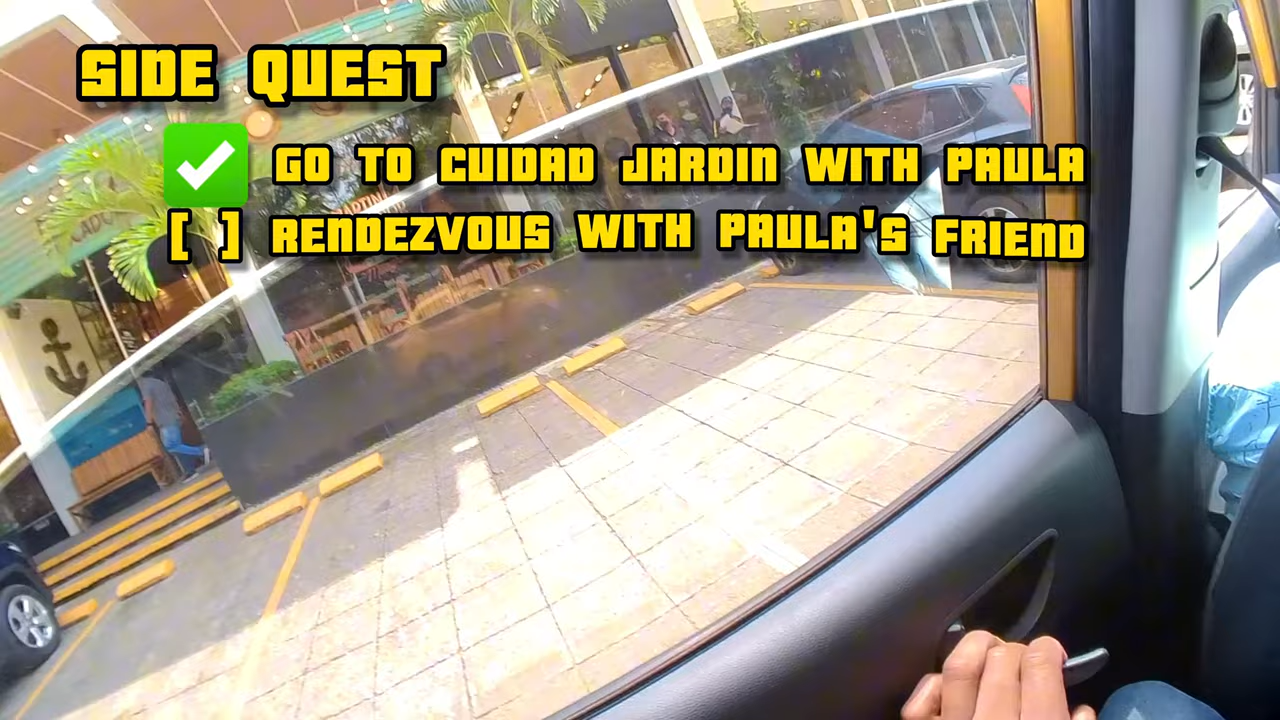 SIDE QUEST
✅ GO TO CUIDAD JARDIN WITH PAULA
[ ] RENDEZVOUS WITH PAULA'S FRIEND